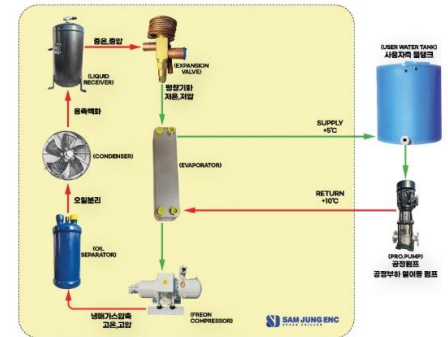 중온,중압
(LIQUID
RECEIVER)
(EXPANSION
VALVE)
팽창기화
저온,저압
(USER WATER TANK)
사용자측 물탱크
응축액화
(CONDENSER)
SUPPLY
+5℃
(EVAPORATOR)
RETURN
+10℃
오일분리
(OIL
SEPARATOR)
(PRO.PUMP)
공정펌프
공정부하 열이동 펌프
냉매가스압축
고온,고압
(FREON
COMPRESSOR)
SAM JUNG ENC
SPEED CHILLER